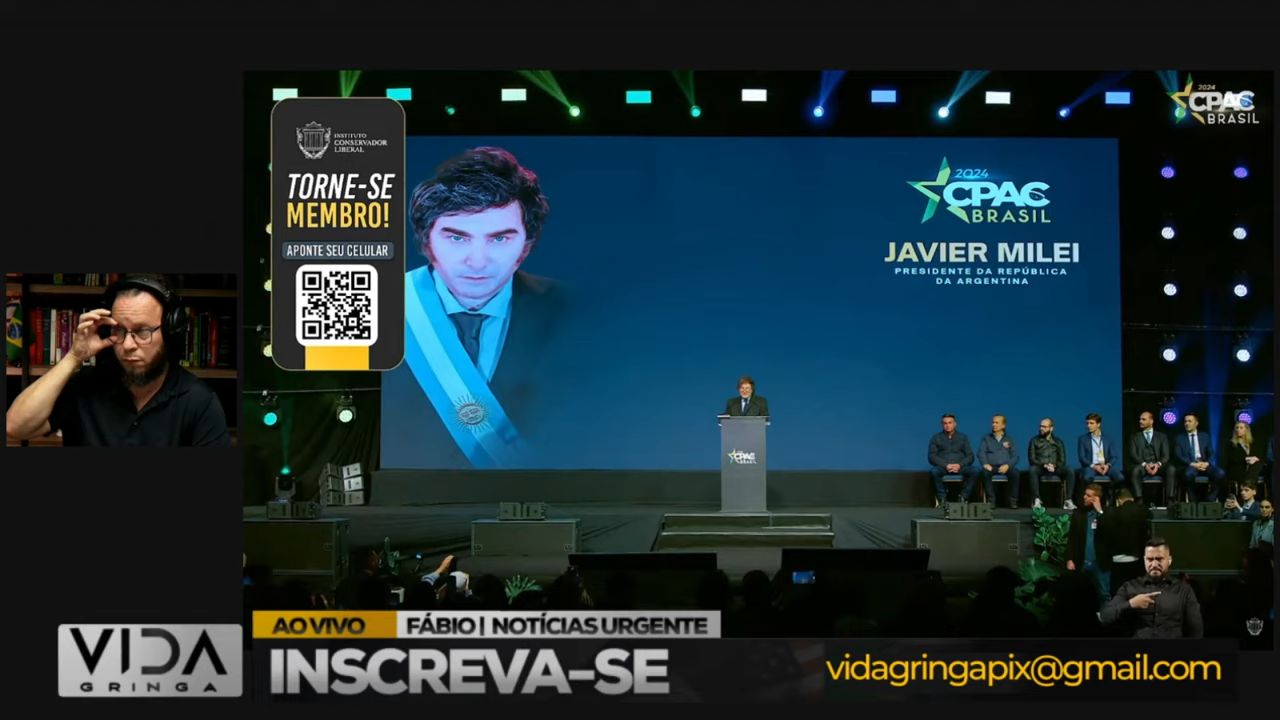 INSTITUTO
CONSERVADOR
LIBERAL
TORNE-SE
MEMBRO!
APONTE SEU CELULAR
2024
CPAC
BRASIL
2024
CPAC
BRASIL
JAVIER MILEI
PRESIDENTE DA REPÚBLICA
DA ARGENTINA
CPAC
BRASIL
AO VIVO
FÁBIO | NOTÍCIAS URGENTE
VIDA
GRINGA
INSCREVA-SE
vidagringapix@gmail.com